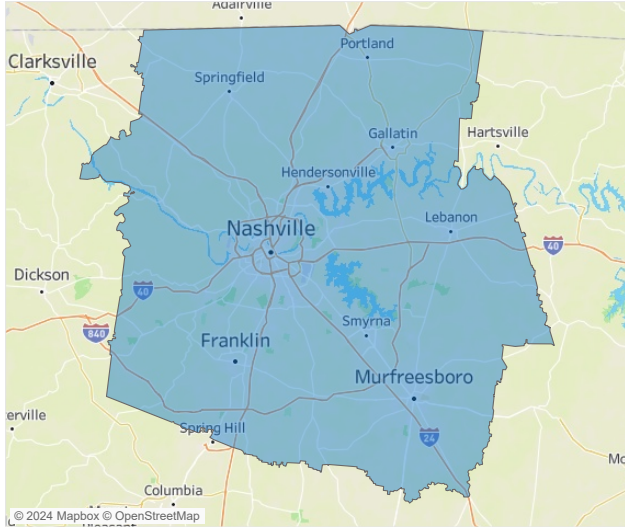 Adairville
Portland
Clarksville
Springfield
Gallatin
Hartsville
Hendersonville
Lebanon
Nashville
40
Dickson
40
840
Smyrna
Franklin
Murfreesboro
erville
Spring Hill
24
Mo
Columbia
© 2024 Mapbox © OpenStreetMap
Pleasant